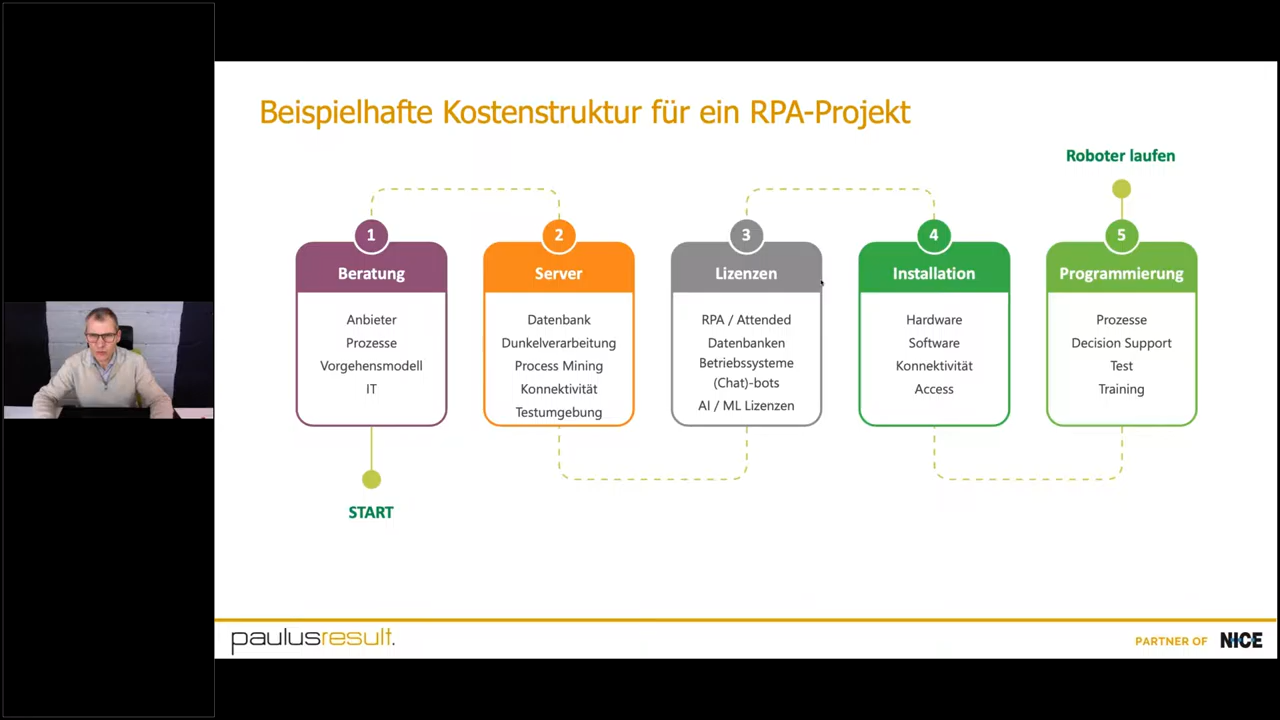 Beispielhafte Kostenstruktur für ein RPA-Projekt
Roboter laufen
1
Beratung
Anbieter
Prozesse
Vorgehensmodell
IT
START
2
Server
Datenbank
Dunkelverarbeitung
Process Mining
Konnektivität
Testumgebung
3
Lizenzen
RPA / Attended
Datenbanken
Betriebssysteme
(Chat)-bots
AI / ML Lizenzen
4
Installation
Hardware
Software
Konnektivität
Access
5
Programmierung
Prozesse
Decision Support
Test
Training
paulusresult.
PARTNER OF NICE